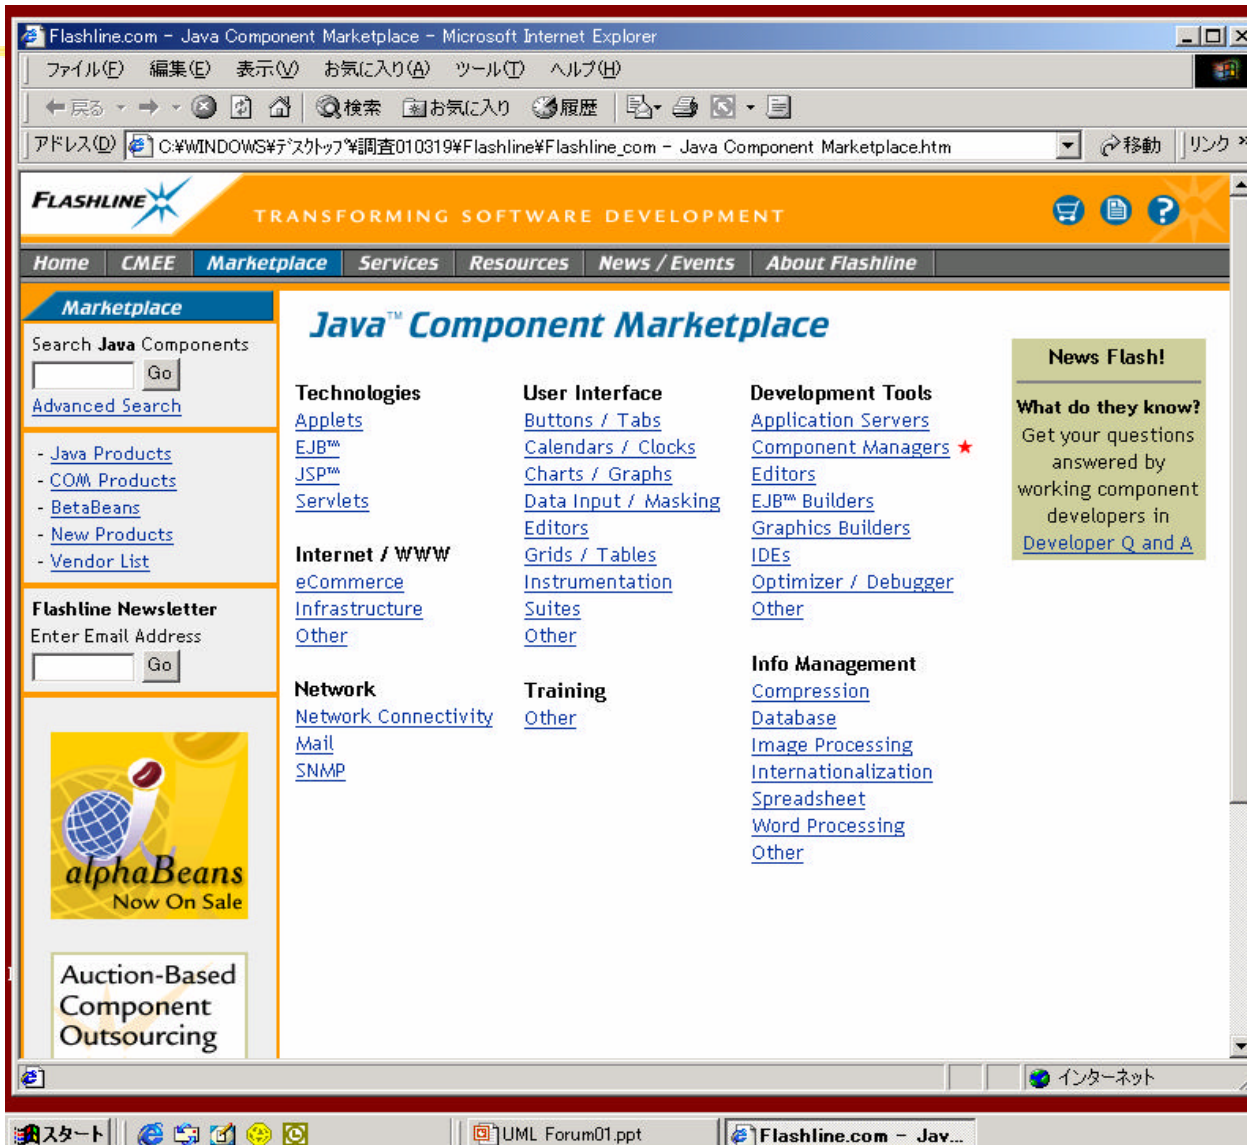 Flashline.com - Java Component Marketplace - Microsoft Internet Explorer
ファイル(F) 編集(E) 表示(V) お気に入り(A) ツール(T) ヘルプ(H)
戻る 検索 お気に入り 履歴
アドレス(D) C:¥WINDOWS¥ﾃﾞｽｸﾄｯﾌﾟ¥調査010319¥Flashline¥Flashline_com - Java Component Marketplace.htm 移動 リンク »
FLASHLINE
TRANSFORMING SOFTWARE DEVELOPMENT
Home CMEE Marketplace Services Resources News / Events About Flashline
Marketplace
Search Java Components
Go
Advanced Search
- Java Products
- COM Products
- BetaBeans
- New Products
- Vendor List
Flashline Newsletter
Enter Email Address
Go
alphaBeans
Now On Sale
Auction-Based
Component
Outsourcing
Java™ Component Marketplace
Technologies
Applets
EJB™
JSP™
Servlets
Internet / WWW
eCommerce
Infrastructure
Other
Network
Network Connectivity
Mail
SNMP
User Interface
Buttons / Tabs
Calendars / Clocks
Charts / Graphs
Data Input / Masking
Editors
Grids / Tables
Instrumentation
Suites
Other
Training
Other
Development Tools
Application Servers
Component Managers ★
Editors
EJB™ Builders
Graphics Builders
IDEs
Optimizer / Debugger
Other
Info Management
Compression
Database
Image Processing
Internationalization
Spreadsheet
Word Processing
Other
News Flash!
What do they know?
Get your questions
answered by
working component
developers in
Developer Q and A
インターネット
スタート UML Forum01.ppt Flashline.com - Jav...